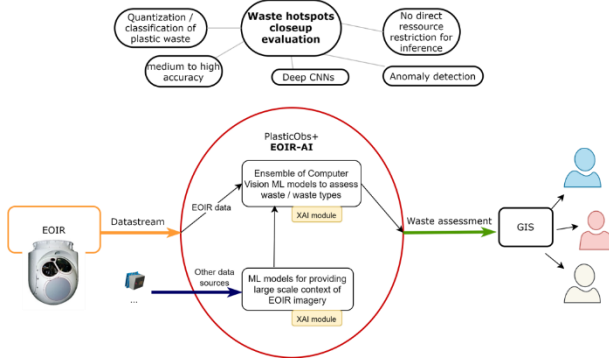 Quantization /
classification of
plastic waste
Waste hotspots
closeup
evaluation
No direct
ressource
restriction for
inference
medium to high
accuracy
Deep CNNs
Anomaly detection
PlasticObs+
EOIR-AI
Ensemble of Computer
Vision ML models to assess
waste / waste types
XAI module
EOIR
Datastream
EOIR data
Waste assessment
GIS
Other data
sources
...
ML models for providing
large scale context of
EOIR imagery
XAI module